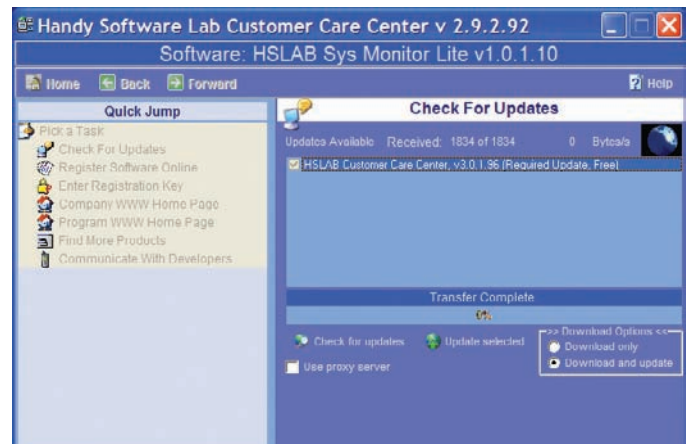 Handy Software Lab Customer Care Center v 2.9.2.92
Software: HSLAB Sys Monitor Lite v1.0.1.10
Home Back Forward Help
Quick Jump
Pick a Task
Check For Updates
Register Software Online
Enter Registration Key
Company WWW Home Page
Program WWW Home Page
Find More Products
Communicate With Developers
Check For Updates
Updates Available Received: 1834 of 1834 0 Bytes/s
HSLAB Customer Care Center, v3.0.1.96 (Required Update, Free)
Transfer Complete
0%
Check for updates Update selected
Use proxy server
>> Download Options <<
Download only
Download and update